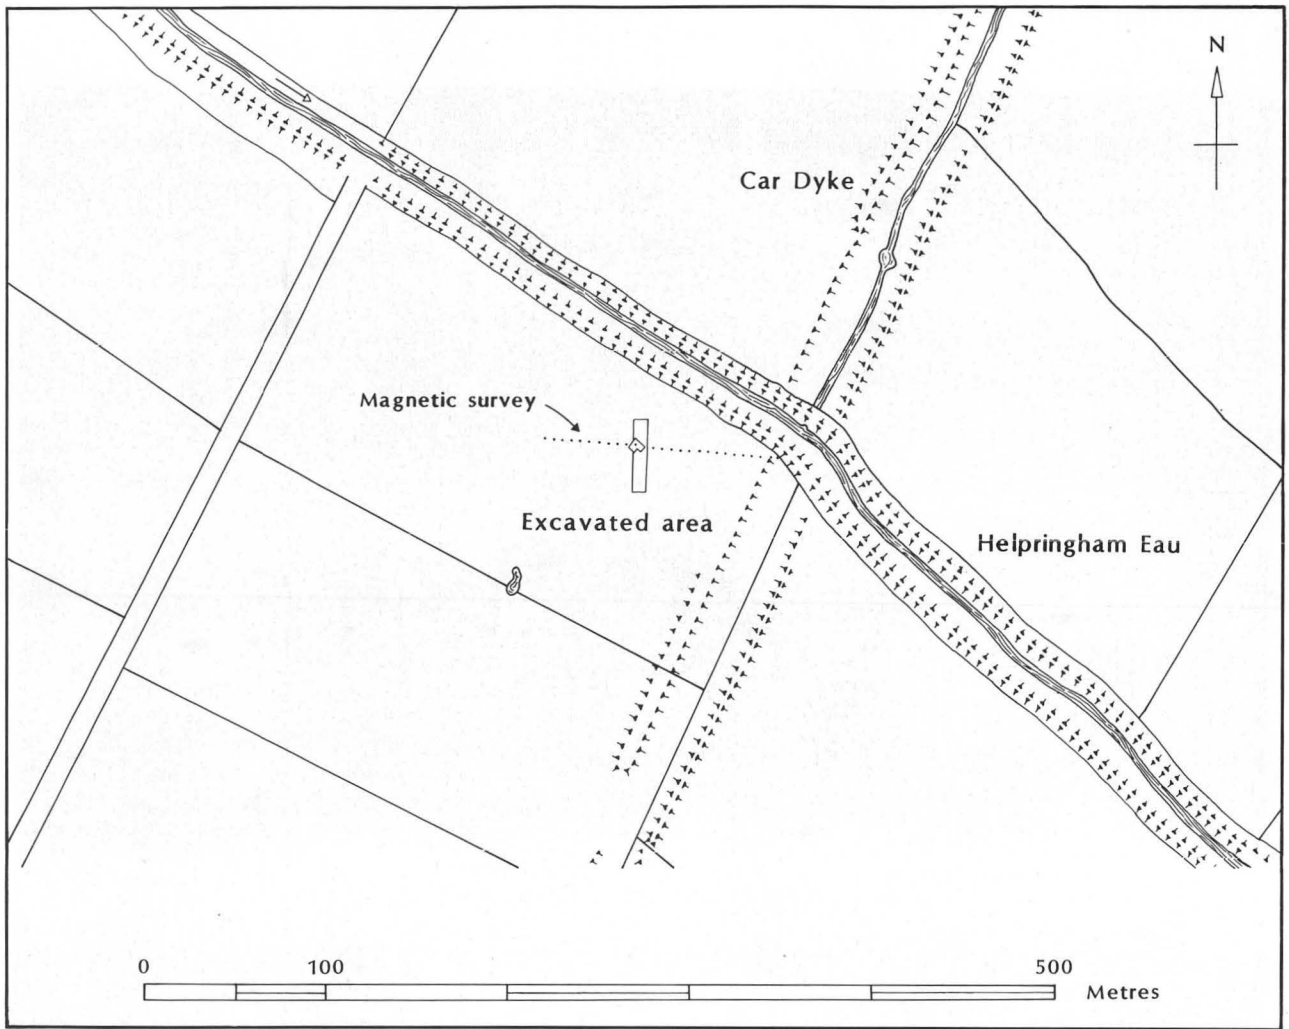 N
Car Dyke
Magnetic survey
Excavated area
Helpringham Eau
0 100 500
Metres